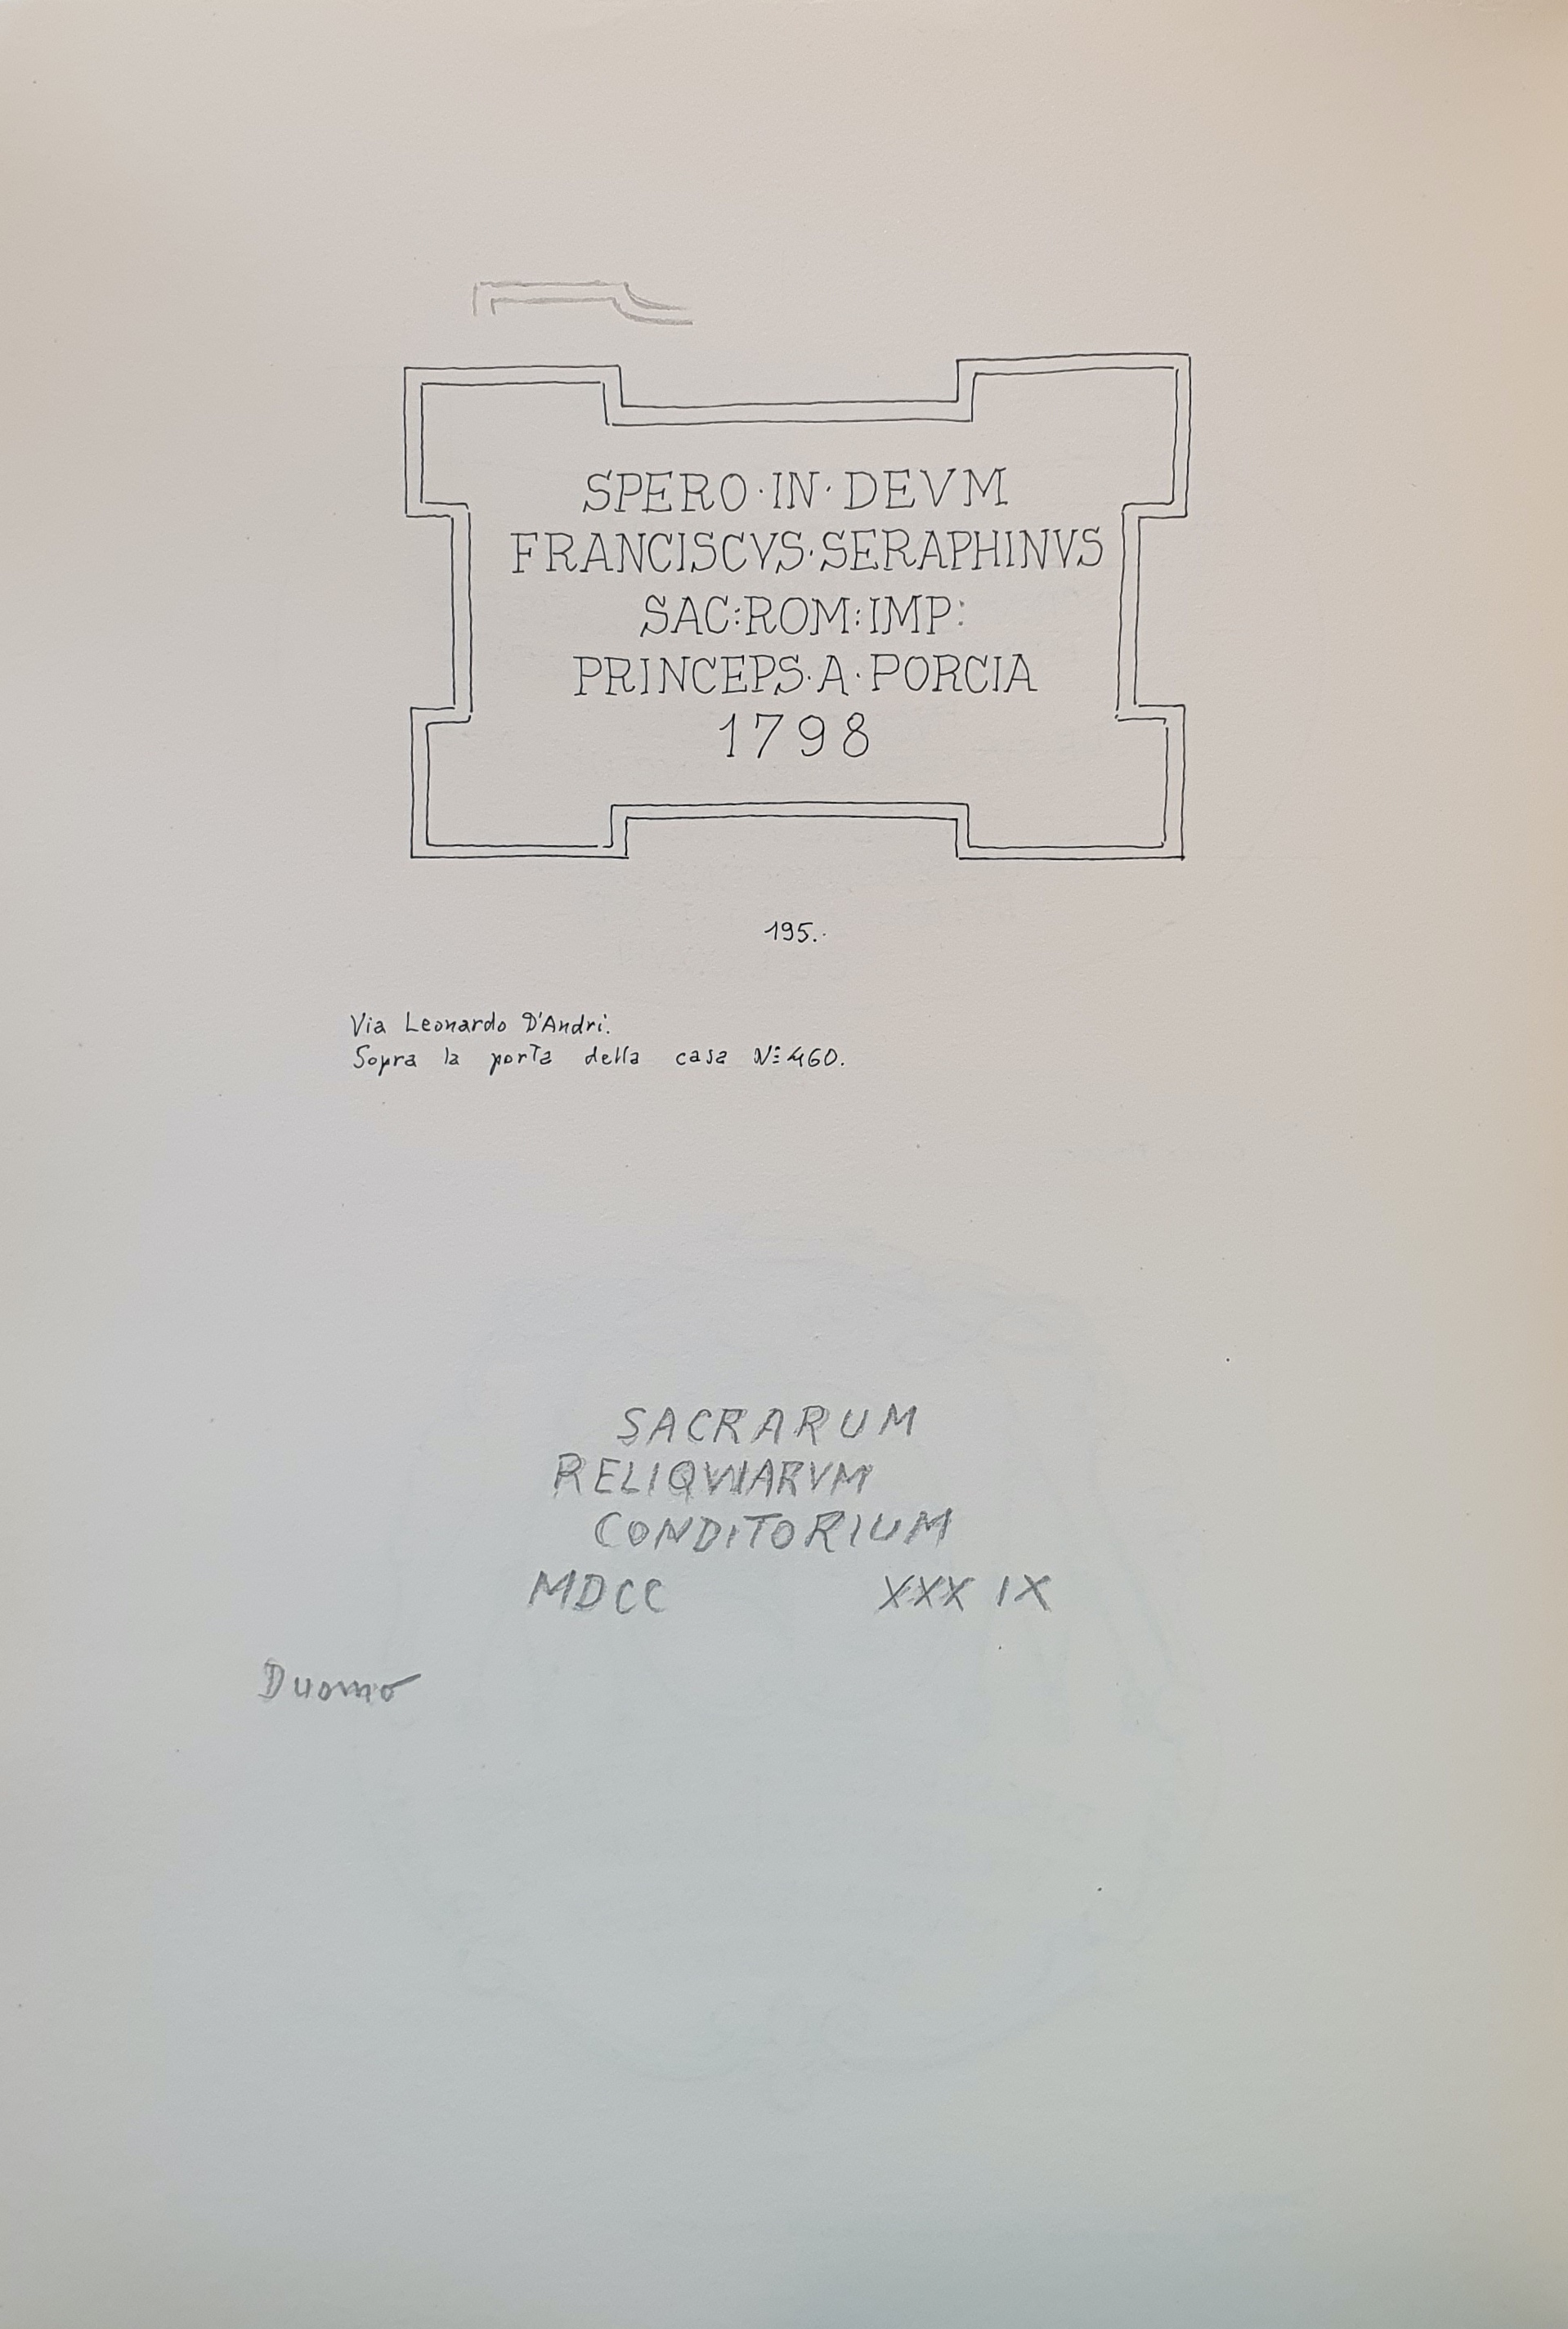 SPERO·IN·DEVM
FRANCISCVS·SERAPHINVS
SAC:ROM:IMP:
PRINCEPS·A·PORCIA
1798
195.
Via Leonardo D'Andri.
Sopra la porta della casa N: 460.
SACRARUM
RELIQVIARVM
CONDITORIUM
MDCC XXX IX
Duomo